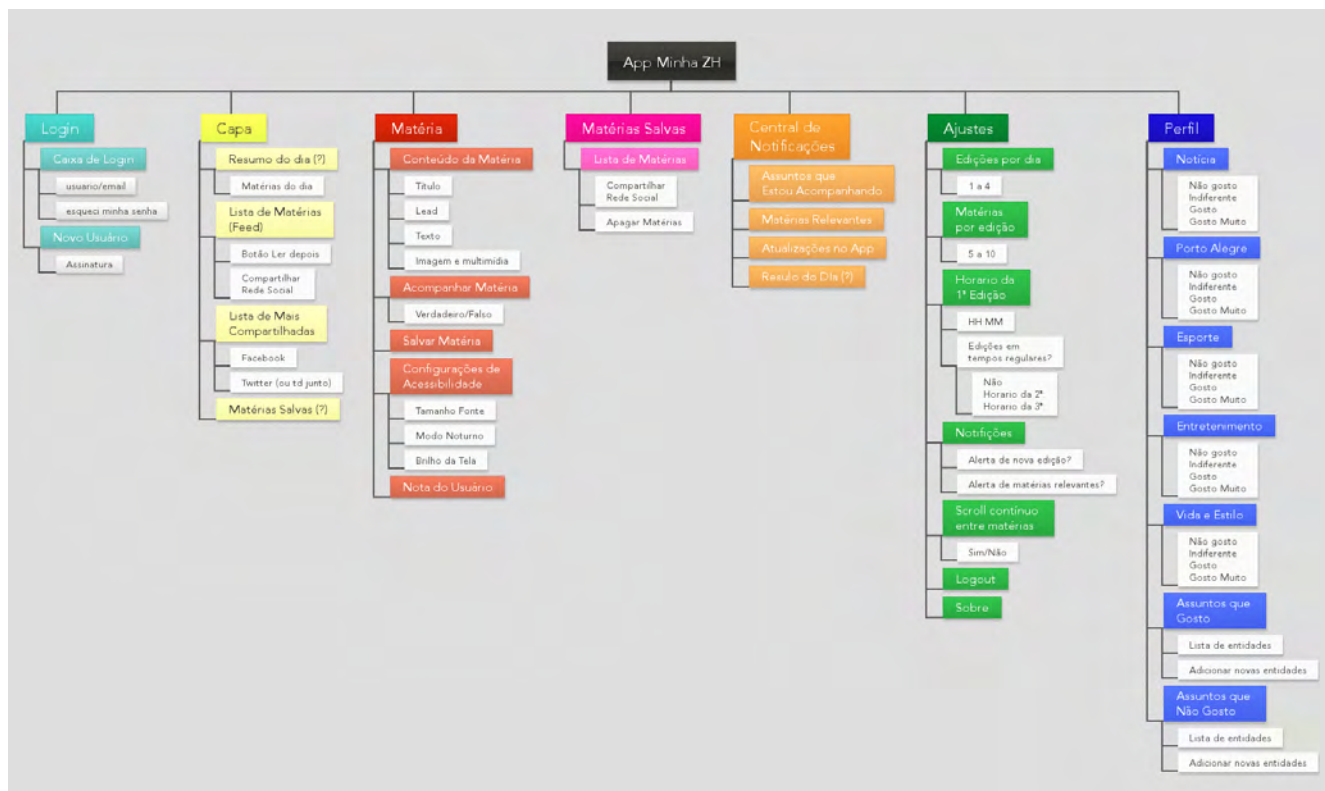 App Minha ZH
Login
Caixa de Login
usuario/email
esqueci minha senha
Novo Usuário
Assinatura
Capa
Resumo do dia (?)
Matérias do dia
Lista de Matérias
(Feed)
Botão Ler depois
Compartilhar
Rede Social
Lista de Mais
Compartilhadas
Facebook
Twitter (ou td junto)
Matérias Salvas (?)
Matéria
Conteúdo da Matéria
Título
Lead
Texto
Imagem e multimidia
Acompanhar Matéria
Verdadeiro/Falso
Salvar Matéria
Configurações de
Acessibilidade
Tamanho Fonte
Modo Noturno
Brilho da Tela
Nota do Usuário
Matérias Salvas
Lista de Matérias
Compartilhar
Rede Social
Apagar Matérias
Central de
Notificações
Assuntos que
Estou Acompanhando
Matérias Relevantes
Atualizações no App
Resulo do DIa (?)
Ajustes
Edições por dia
1 a 4
Matérias
por edição
5 a 10
Horario da
1ª Edição
HH MM
Edições em
tempos regulares?
Não
Horario da 2ª
Horario da 3ª
Notifições
Alerta de nova edição?
Alerta de matérias relevantes?
Scroll contínuo
entre matérias
Sim/Não
Logout
Sobre
Perfil
Notícia
Não gosto
Indiferente
Gosto
Gosto Muito
Porto Alegre
Não gosto
Indiferente
Gosto
Gosto Muito
Esporte
Não gosto
Indiferente
Gosto
Gosto Muito
Entretenimento
Não gosto
Indiferente
Gosto
Gosto Muito
Vida e Estilo
Não gosto
Indiferente
Gosto
Gosto Muito
Assuntos que
Gosto
Lista de entidades
Adicionar novas entidades
Assuntos que
Não Gosto
Lista de entidades
Adicionar novas entidades